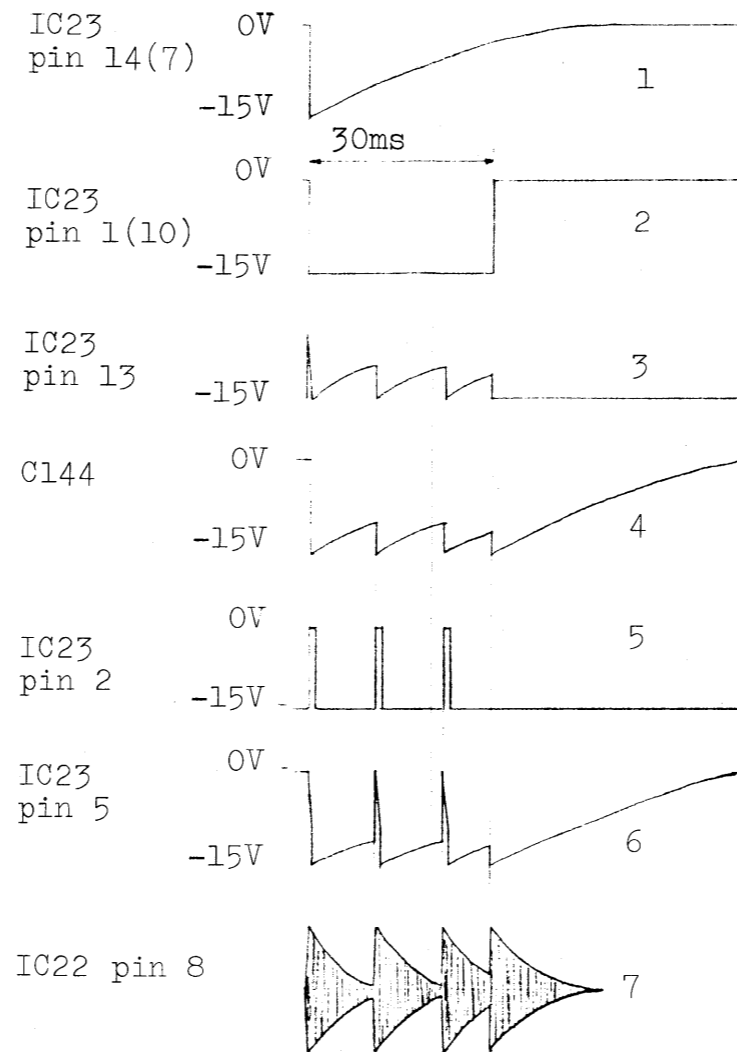 IC23 0V
pin 14(7)
-15V 1
30ms
0V
IC23
pin 1(10) 2
-15V
IC23
pin 13 3
-15V
0V
C144
-15V 4
0V 5
IC23
pin 2
-15V
0V
IC23
pin 5
-15V 6
IC22 pin 8 7